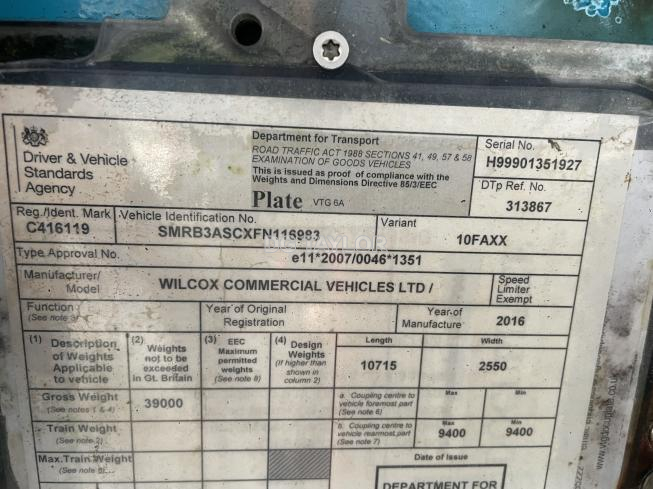 Driver & Vehicle
Standards
Agency
Department for Transport
ROAD TRAFFIC ACT 1988 SECTIONS 41, 49, 57 & 58
EXAMINATION OF GOODS VEHICLES
This is issued as proof of compliance with the
Weights and Dimensions Directive 85/3/EEC
Plate VTG 6A
Serial No.
H99901351927
DTp Ref. No.
313867
Reg./Ident. Mark
C416119
Vehicle Identification No.
SMRB3ASCXFN116983
Variant
10FAXX
Type Approval No.
e11*2007/0046*1351
Manufacturer/
Model
WILCOX COMMERCIAL VEHICLES LTD /
Speed
Limiter
Exempt
Function
(See note 3)
Year of Original
Registration
Year of
Manufacture
2016
(1) Description
of Weights
Applicable
to vehicle
(2) Weights
not to be
exceeded
in Gt. Britain
(3) EEC
Maximum
permitted
weights
(See note 8)
(4) Design
Weights
(If higher than
shown in
column 2)
Length
10715
Width
2550
Gross Weight
(See notes 1 & 4)
39000
a. Coupling centre to
vehicle foremost part
(See note 6)
Max
Min
Train Weight
(See note 2)
b. Coupling centre to
vehicle rearmost part
(See note 7)
Max
9400
Min
9400
Max.Train Weight
Date of Issue
DEPARTMENT FOR